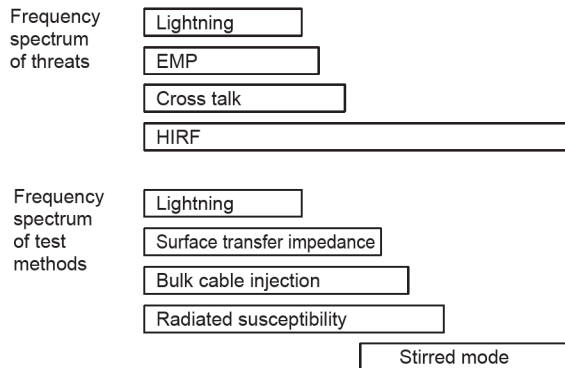 Frequency
spectrum
of threats
Lightning
EMP
Cross talk
HIRF
Frequency
spectrum
of test
methods
Lightning
Surface transfer impedance
Bulk cable injection
Radiated susceptibility
Stirred mode